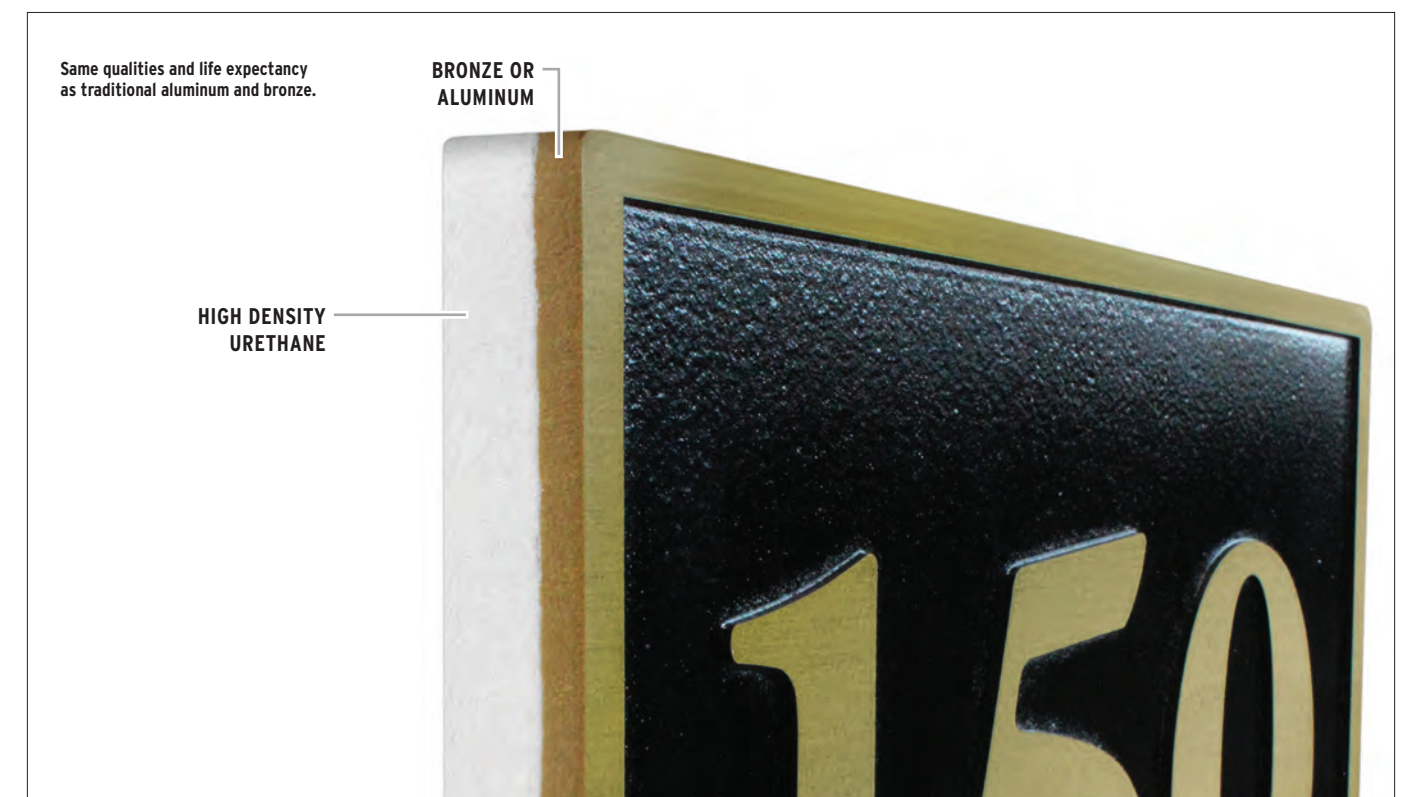 Same qualities and life expectancy
as traditional aluminum and bronze.
BRONZE OR
ALUMINUM
HIGH DENSITY
URETHANE
150